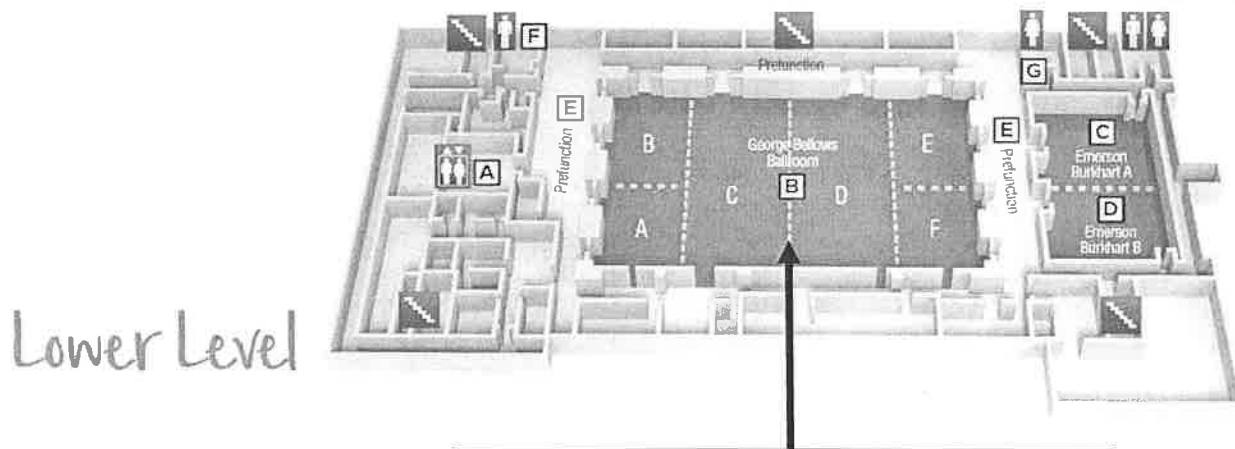 F
G
Prefunction
E
Prefunction
B
George Bellows
Ballroom
B
E
E
Prefunction
C
Emerson
Burkhart A
A
C
D
A
F
D
Emerson
Burkhart B
Lower Level